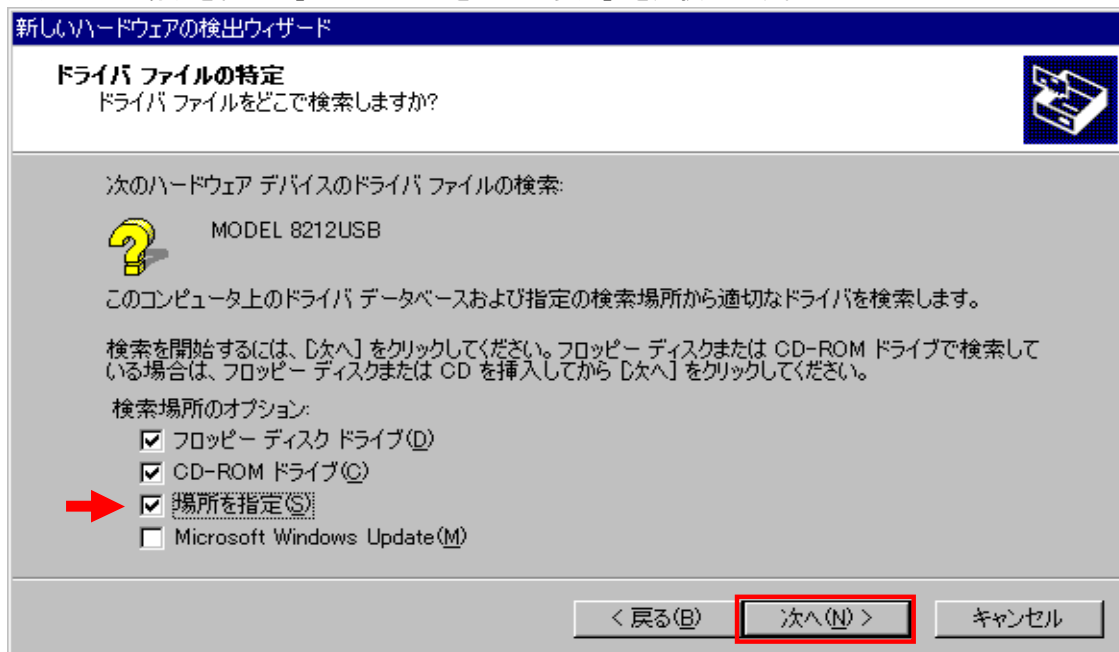 新しいハードウェアの検出ウィザード
ドライバ ファイルの特定
ドライバ ファイルをどこで検索しますか?
次のハードウェア デバイスのドライバ ファイルの検索:
MODEL 8212USB
このコンピュータ上のドライバ データベースおよび指定の検索場所から適切なドライバを検索します。
検索を開始するには、[次へ] をクリックしてください。フロッピー ディスクまたは CD-ROM ドライブで検索して
いる場合は、フロッピー ディスクまたは CD を挿入してから [次へ] をクリックしてください。
検索場所のオプション:
フロッピー ディスク ドライブ(D)
CD-ROM ドライブ(C)
場所を指定(S)
Microsoft Windows Update(M)
< 戻る(B) 次へ(N) > キャンセル